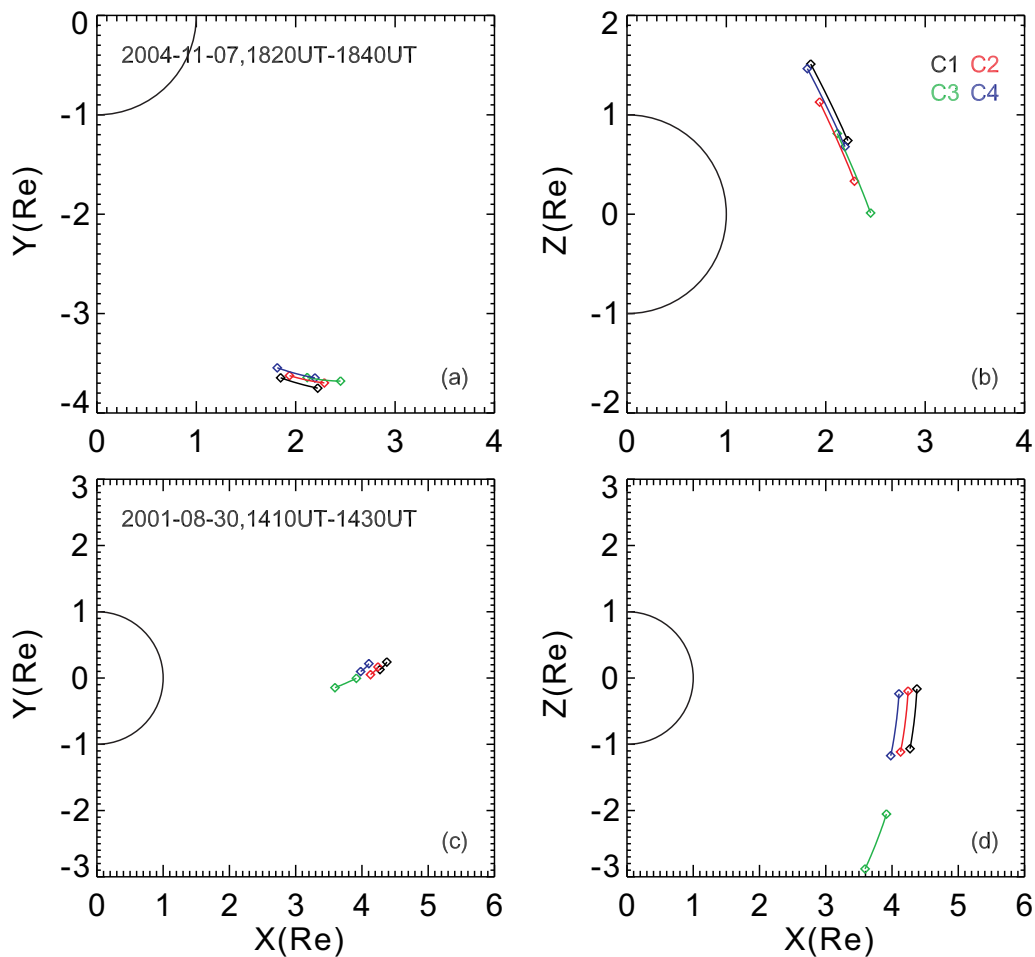 0
-1
-2
-3
-4
Y(Re)
2004-11-07,1820UT-1840UT
(a)
0 1 2 3 4
2
1
0
-1
-2
Z(Re)
C1 C2
C3 C4
(b)
0 1 2 3 4
3
2
1
0
-1
-2
-3
Y(Re)
2001-08-30,1410UT-1430UT
(c)
0 1 2 3 4 5 6
X(Re)
3
2
1
0
-1
-2
-3
Z(Re)
(d)
0 1 2 3 4 5 6
X(Re)